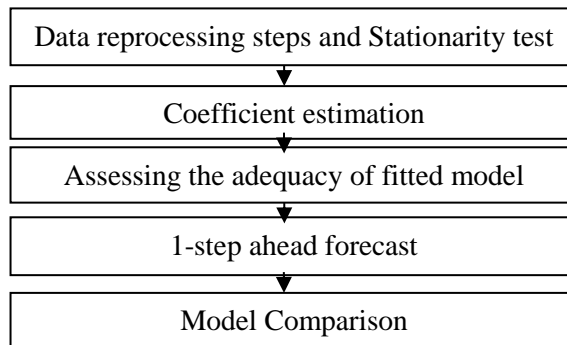 Data reprocessing steps and Stationarity test
Coefficient estimation
Assessing the adequacy of fitted model
1-step ahead forecast
Model Comparison